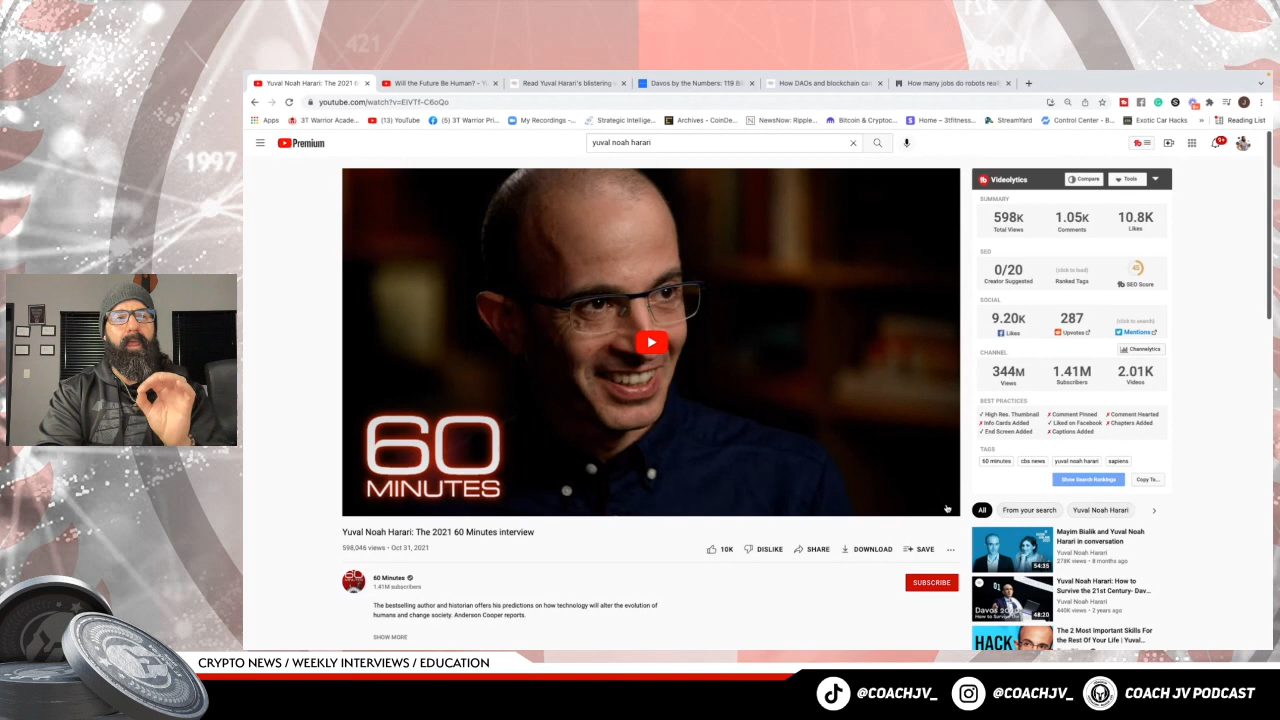 421
1997
Yuval Noah Harari: The 2021 6
Will the Future Be Human? - Y
Read Yuval Harari's blistering
Davos by the Numbers: 119 Bi
How DAOs and blockchain can
How many jobs do robots reall
youtube.com/watch?v=EIVTf-C6oQo
Apps
3T Warrior Acade...
(13) YouTube
(5) 3T Warrior Pri...
My Recordings -...
Strategic Intellige...
Archives - CoinDe...
NewsNow: Ripple...
Bitcoin & Cryptoc...
Home – 3tfitness...
StreamYard
Control Center - B...
Exotic Car Hacks
»
Reading List
Premium
yuval noah harari
9+
60
MINUTES
Videolytics
Compare
Tools
SUMMARY
598K 1.05K 10.8K
Total Views Comments Likes
SEO
0/20 (click to load) 45
Creator Suggested Ranked Tags SEO Score
SOCIAL
9.20K 287 (click to search)
Likes Upvotes Mentions
CHANNEL Channelytics
344M 1.41M 2.01K
Views Subscribers Videos
BEST PRACTICES
✓ High Res. Thumbnail ✗ Comment Pinned ✗ Comment Hearted
✗ Info Cards Added ✓ Liked on Facebook ✗ Chapters Added
✓ End Screen Added ✗ Captions Added
TAGS
60 minutes cbs news yuval noah harari sapiens
Show Search Rankings Copy To...
All From your search Yuval Noah Harari
Yuval Noah Harari: The 2021 60 Minutes interview
598,046 views • Oct 31, 2021
10K DISLIKE SHARE DOWNLOAD SAVE ...
60 Minutes
1.41M subscribers
SUBSCRIBE
The bestselling author and historian offers his predictions on how technology will alter the evolution of
humans and change society. Anderson Cooper reports.
SHOW MORE
Mayim Bialik and Yuval
Noah Harari in conversation
Yuval Noah Harari
278K views • 8 months ago
54:35
Yuval Noah Harari: How to
Survive the 21st Century- Dav...
Yuval Noah Harari
440K views • 2 years ago
Davos 2020
48:20
The 2 Most Important Skills For
the Rest Of Your Life | Yuval...
HACK
CRYPTO NEWS / WEEKLY INTERVIEWS / EDUCATION
@COACHJV_
@COACHJV_
COACH JV PODCAST